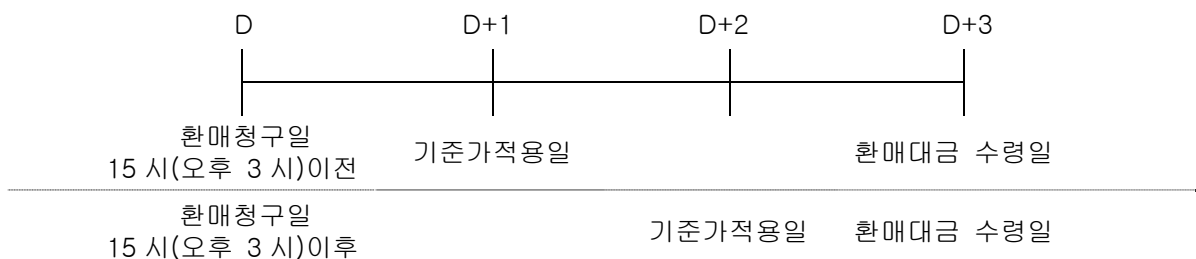 D D+1 D+2 D+3
환매청구일
15 시(오후 3 시)이전
기준가적용일 환매대금 수령일
환매청구일
15 시(오후 3 시)이후
기준가적용일 환매대금 수령일